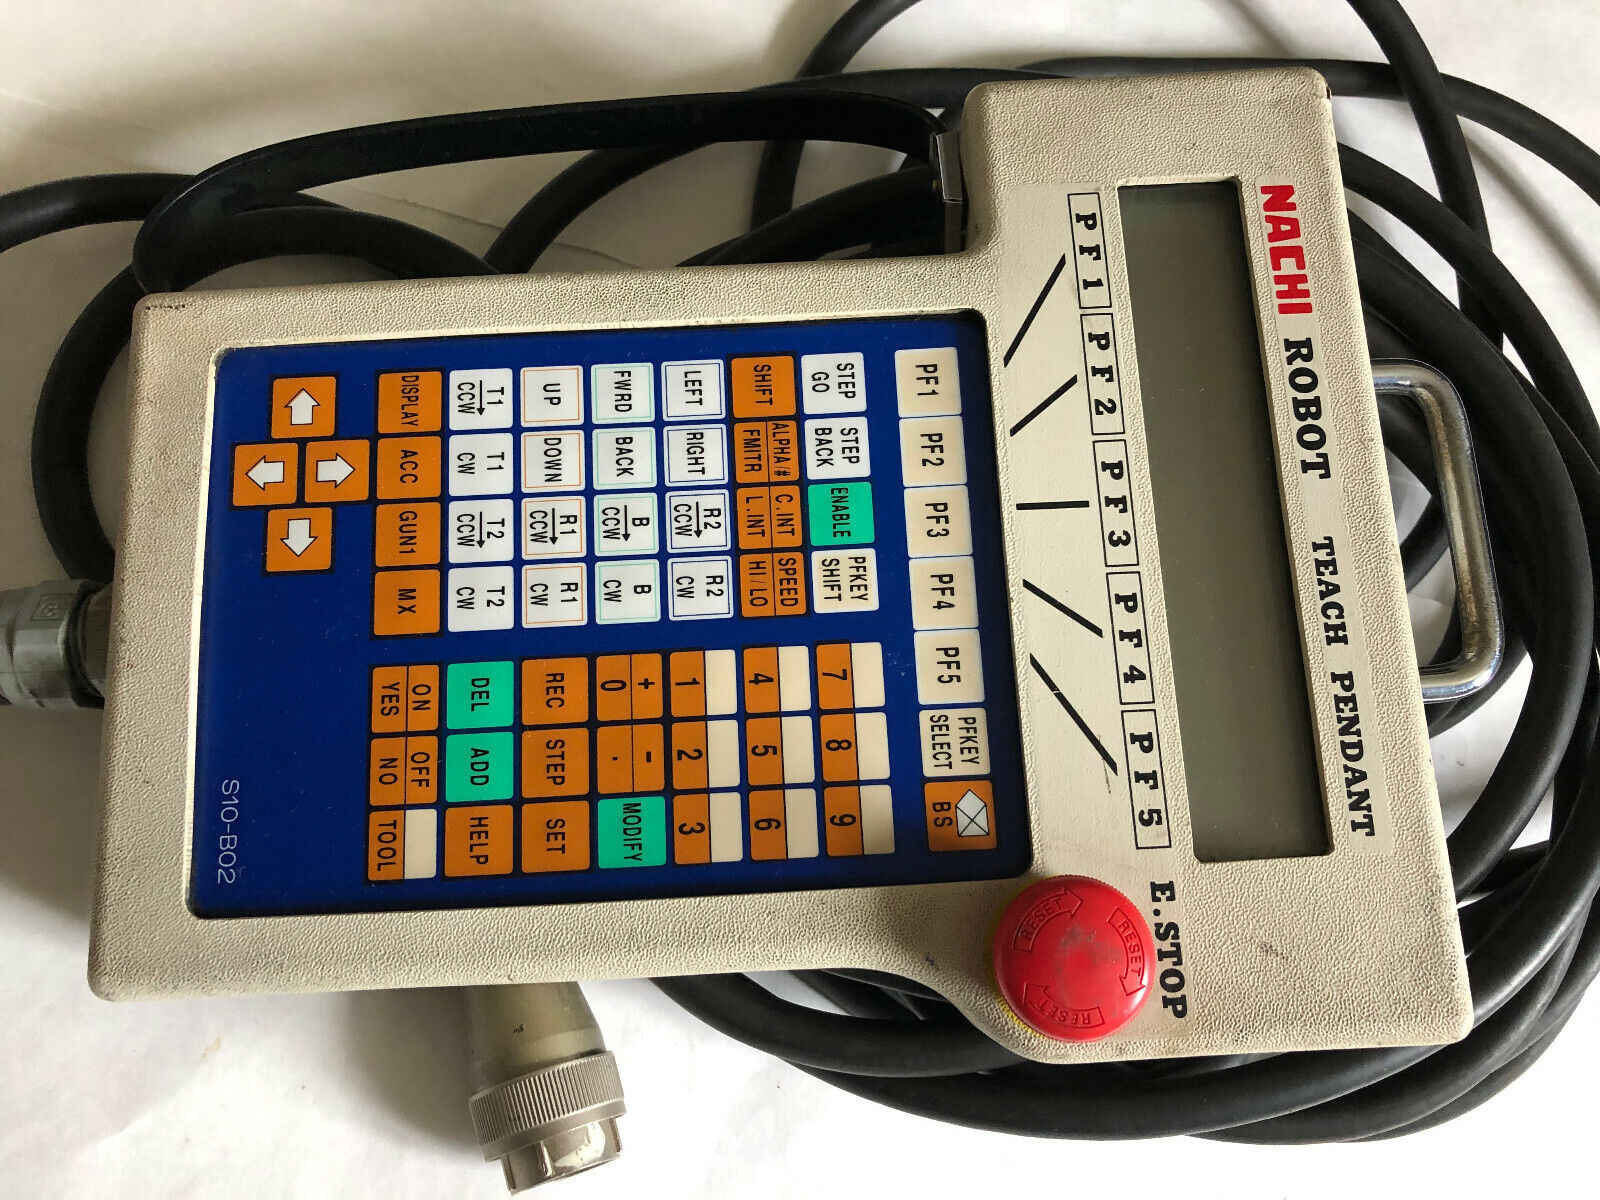 NACHI ROBOT TEACH PENDANT
PF1 PF2 PF3 PF4 PF5
E.STOP
RESET
RESET
RESET
PF1 PF2 PF3 PF4 PF5 PFKEY SELECT BS
STEP GO STEP BACK ENABLE PFKEY SHIFT 7 8 9
SHIFT ALPHA/# FMITR C.INT L.INT SPEED HI/LO 4 5 6
LEFT RIGHT R2 CCW R2 CW 1 2 3
FWRD BACK B CCW B CW + 0 - . MODIFY
UP DOWN R1 CCW R1 CW REC STEP SET
T1 CCW T1 CW T2 CCW T2 CW DEL ADD HELP
DISPLAY ACC GUN1 MX ON YES OFF NO TOOL
S10-B02